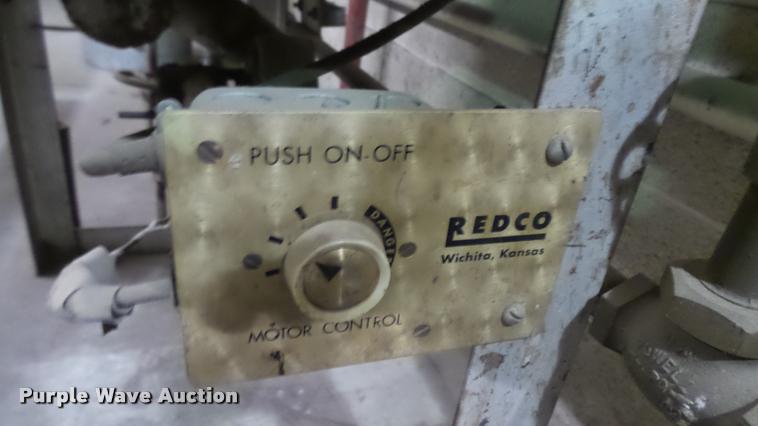 PUSH ON-OFF
DANGER
REDCO
Wichita, Kansas
MOTOR CONTROL
Purple Wave Auction